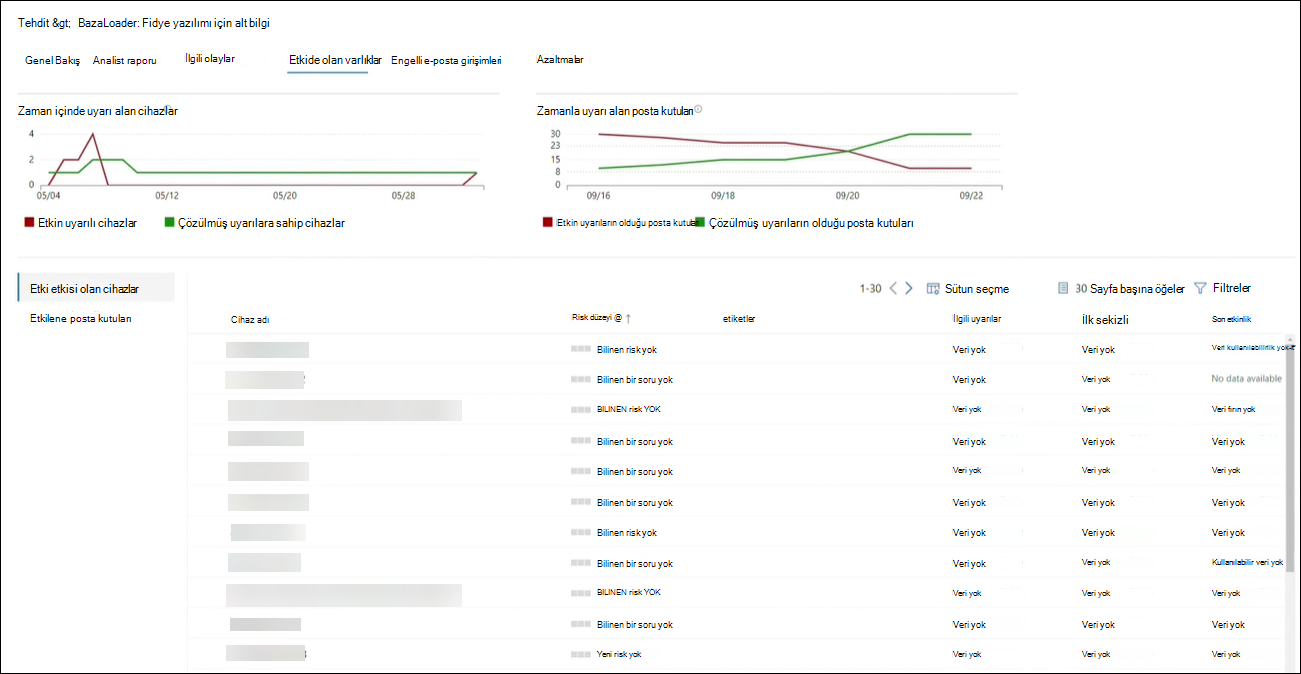 Tehdit &gt; BazaLoader: Fidye yazılımı için alt bilgi
Genel Bakış Analist raporu İlgili olaylar Etkide olan varlıklar Engelli e-posta girişimleri Azaltmalar
Zaman içinde uyarı alan cihazlar
4
2
0
05/04 05/12 05/20 05/28
Etkin uyarılı cihazlar Çözülmüş uyarılara sahip cihazlar
Zamanla uyarı alan posta kutuları
30
23
15
8
0
09/16 09/18 09/20 09/22
Etkin uyarıların olduğu posta kutuları Çözülmüş uyarıların olduğu posta kutuları
Etki etkisi olan cihazlar
Etkilene posta kutuları
1-30 Sütun seçme 30 Sayfa başına öğeler Filtreler
Cihaz adı Risk düzeyi @ ↑ etiketler İlgili uyarılar İlk sekizli Son etkinlik
Bilinen risk yok Veri yok Veri yok Veri kullanılabilirlik yok
Bilinen bir soru yok Veri yok Veri yok No data available
BILINEN risk YOK Veri yok Veri yok Veri fırın yok
Bilinen bir soru yok Veri yok Veri yok Veri yok
Bilinen bir soru yok Veri yok Veri yok Veri yok
Bilinen bir soru yok Veri yok Veri yok Veri yok
Bilinen risk yok Veri yok Veri yok Veri yok
Bilinen bir soru yok Veri yok Veri yok Kullanılabilir veri yok
BILINEN risk YOK Veri yok Veri yok Veri yok
Bilinen bir soru yok Veri yok Veri yok Veri yok
Yeni risk yok Veri yok Veri yok Veri yok